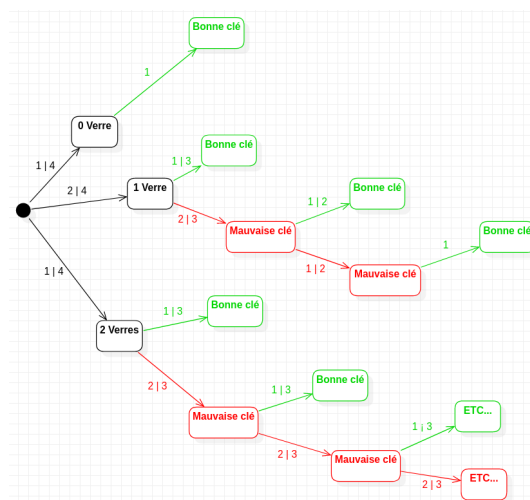 Bonne clé
1
0 Verre
1 | 4
Bonne clé
1 | 3
2 | 4
1 Verre
Bonne clé
1 | 2
2 | 3
Mauvaise clé
Bonne clé
1
1 | 2
Mauvaise clé
1 | 4
Bonne clé
1 | 3
2 Verres
Bonne clé
1 | 3
2 | 3
Mauvaise clé
ETC...
1 | 3
2 | 3
Mauvaise clé
ETC...
2 | 3